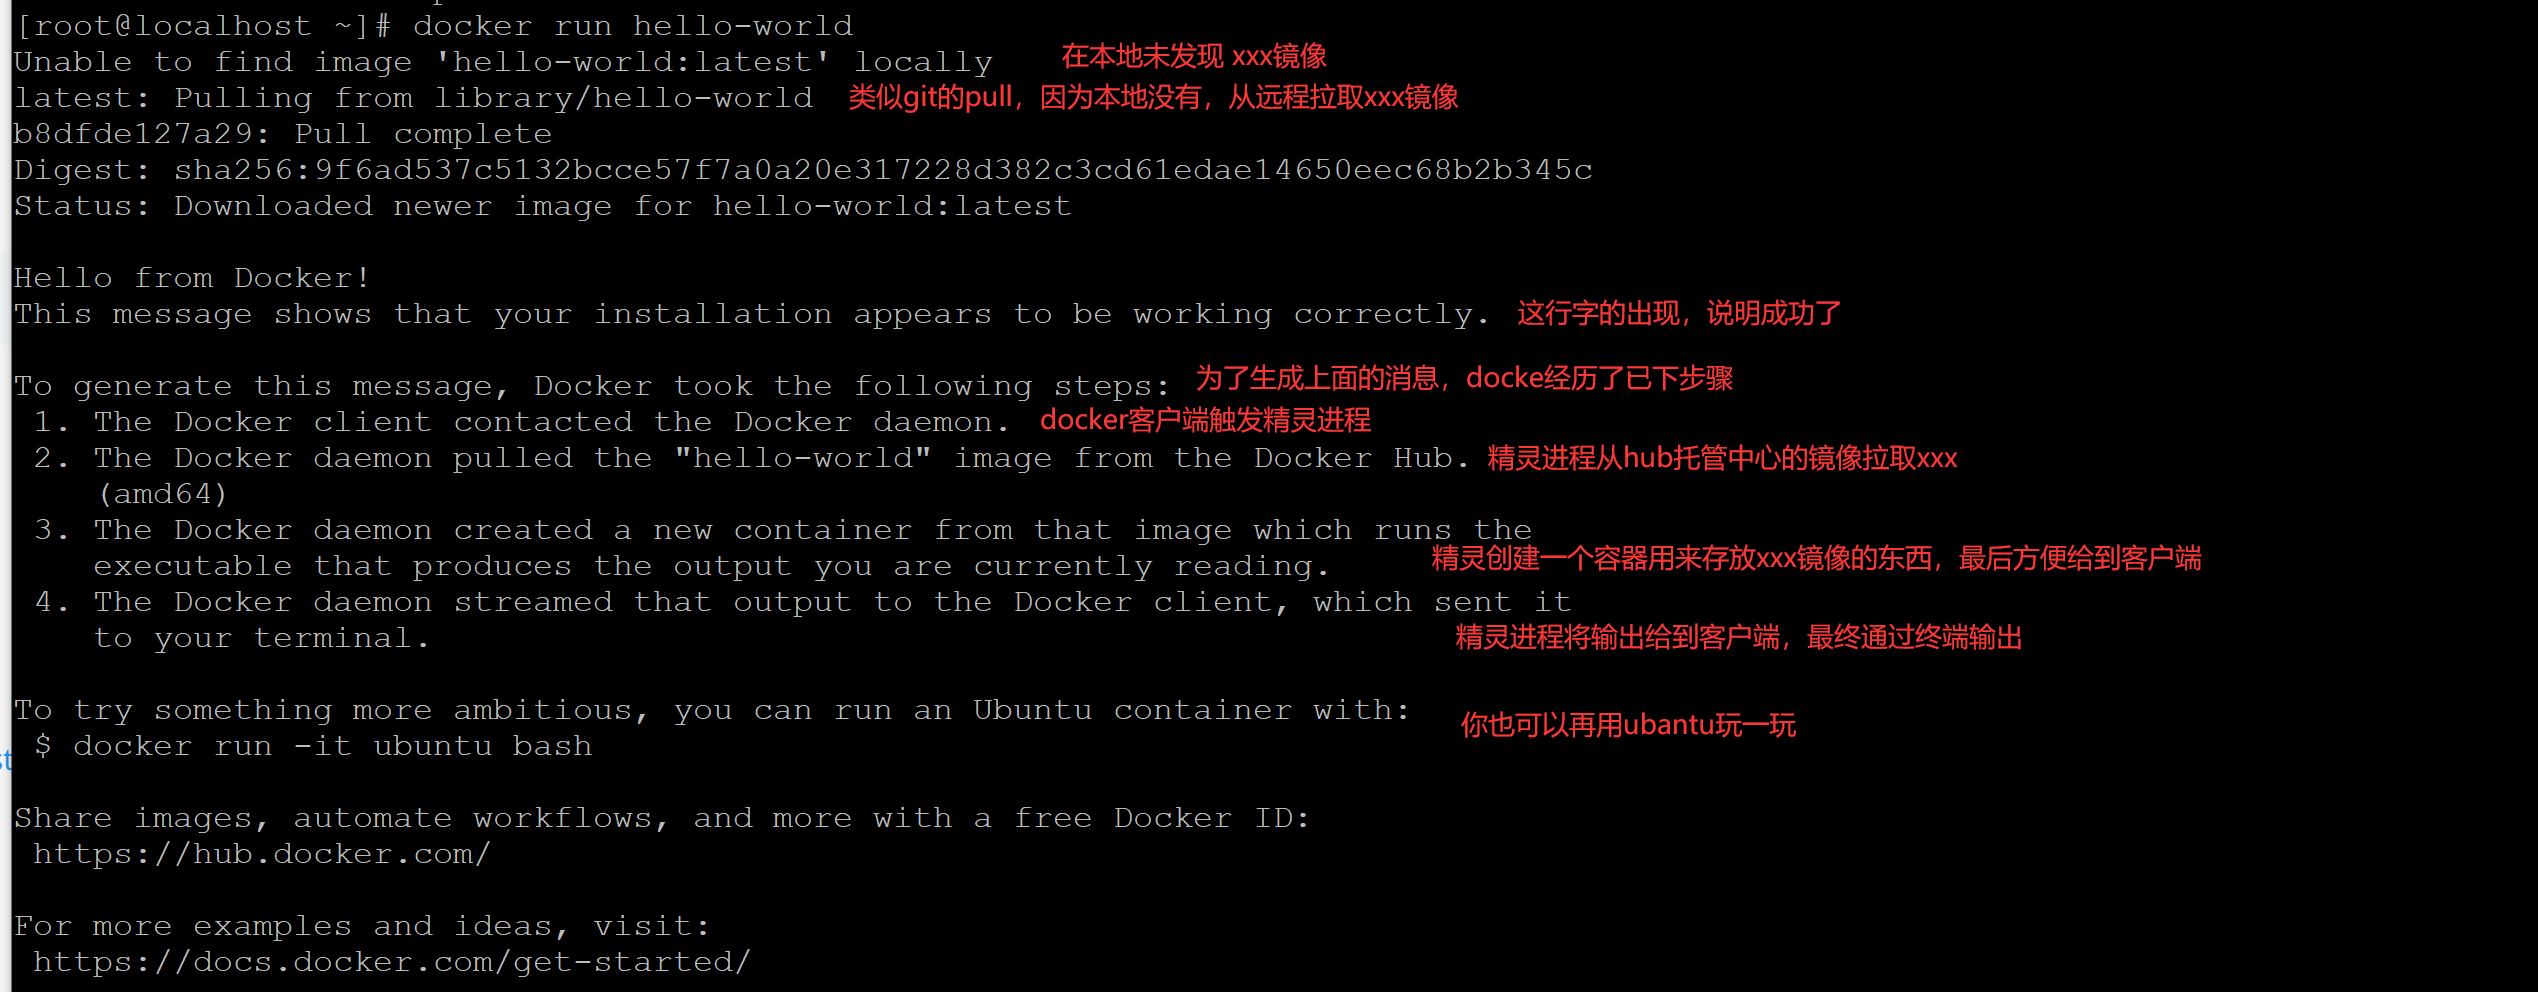 [root@localhost ~]# docker run hello-world
Unable to find image 'hello-world:latest' locally 在本地未发现 xxx镜像
latest: Pulling from library/hello-world 类似git的pull，因为本地没有，从远程拉取xxx镜像
b8dfde127a29: Pull complete
Digest: sha256:9f6ad537c5132bcce57f7a0a20e317228d382c3cd61edae14650eec68b2b345c
Status: Downloaded newer image for hello-world:latest
Hello from Docker!
This message shows that your installation appears to be working correctly. 这行字的出现，说明成功了
To generate this message, Docker took the following steps: 为了生成上面的消息，docke经历了已下步骤
1. The Docker client contacted the Docker daemon. docker客户端触发精灵进程
2. The Docker daemon pulled the "hello-world" image from the Docker Hub. 精灵进程从hub托管中心的镜像拉取xxx
(amd64)
3. The Docker daemon created a new container from that image which runs the
executable that produces the output you are currently reading. 精灵创建一个容器用来存放xxx镜像的东西，最后方便给到客户端
4. The Docker daemon streamed that output to the Docker client, which sent it
to your terminal. 精灵进程将输出给到客户端，最终通过终端输出
To try something more ambitious, you can run an Ubuntu container with: 你也可以再用ubantu玩一玩
$ docker run -it ubuntu bash
st
Share images, automate workflows, and more with a free Docker ID:
https://hub.docker.com/
For more examples and ideas, visit:
https://docs.docker.com/get-started/